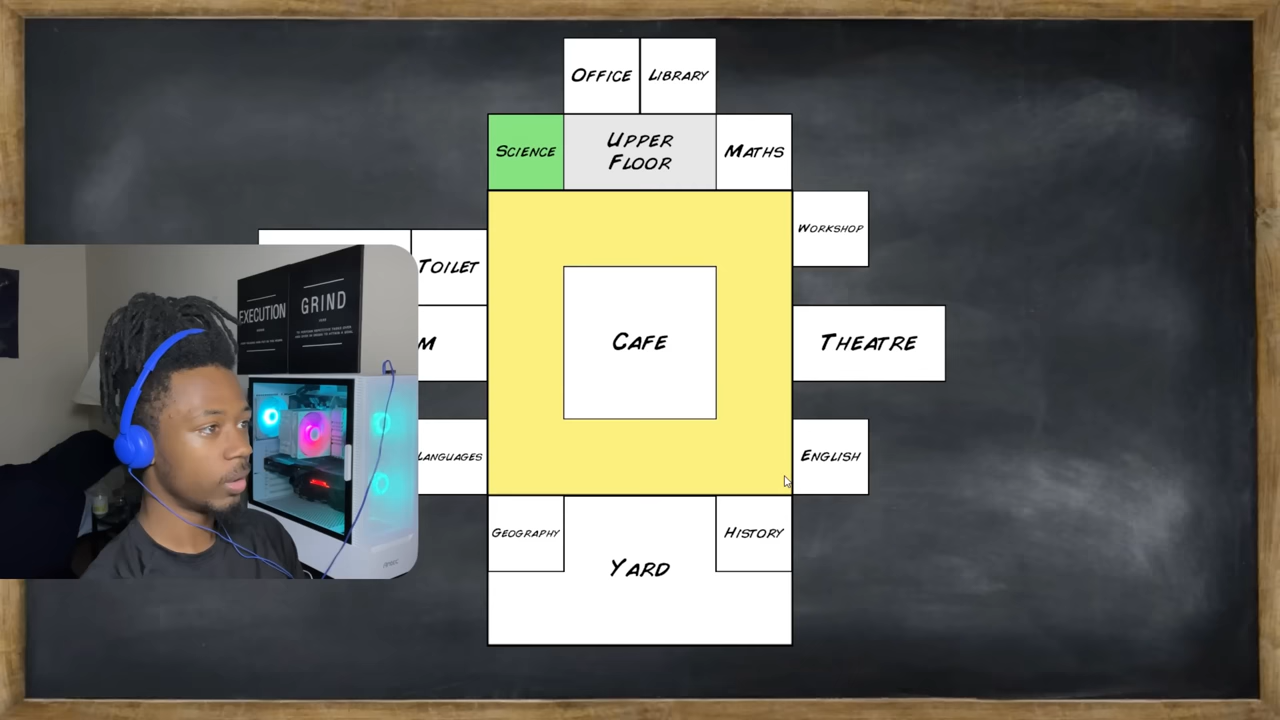 OFFICE
LIBRARY
SCIENCE
UPPER
FLOOR
MATHS
WORKSHOP
TOILET
EXECUTION
GRIND
M
CAFE
THEATRE
LANGUAGES
ENGLISH
GEOGRAPHY
HISTORY
YARD